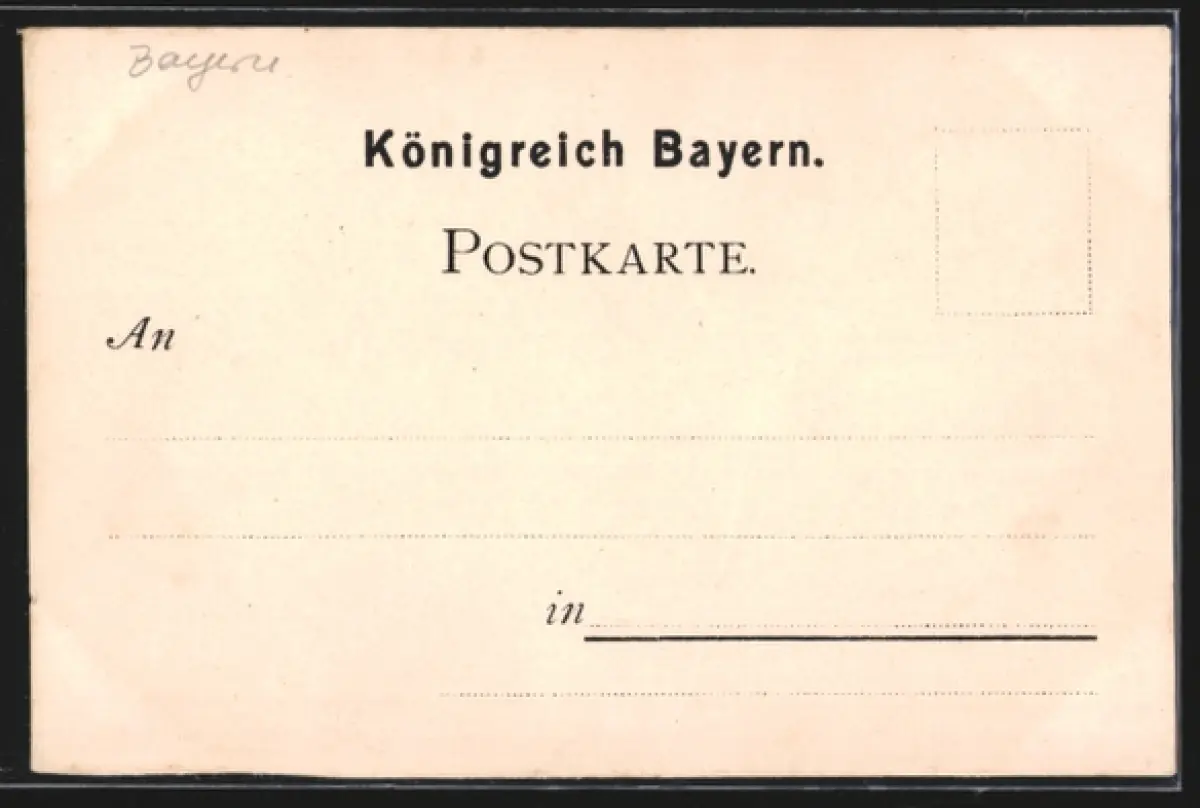 Bayern
Königreich Bayern.
POSTKARTE.
An
in